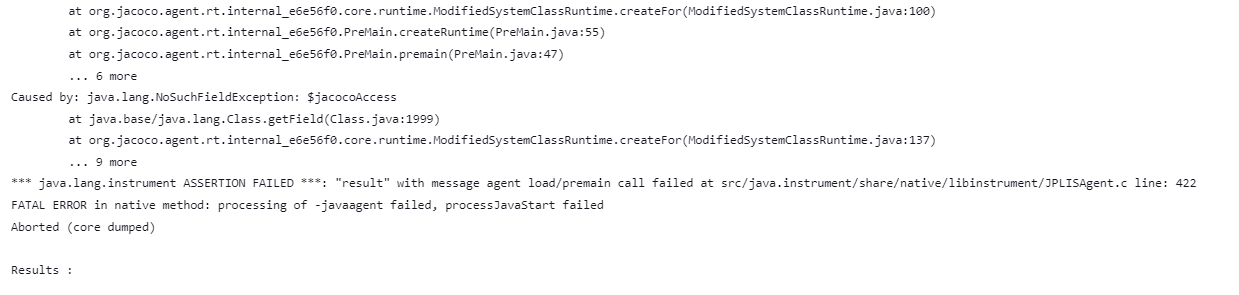 at org.jacoco.agent.rt.internal_e6e56f0.core.runtime.ModifiedSystemClassRuntime.createFor(ModifiedSystemClassRuntime.java:100)
at org.jacoco.agent.rt.internal_e6e56f0.PreMain.createRuntime(PreMain.java:55)
at org.jacoco.agent.rt.internal_e6e56f0.PreMain.premain(PreMain.java:47)
... 6 more
Caused by: java.lang.NoSuchFieldException: $jacocoAccess
at java.base/java.lang.Class.getField(Class.java:1999)
at org.jacoco.agent.rt.internal_e6e56f0.core.runtime.ModifiedSystemClassRuntime.createFor(ModifiedSystemClassRuntime.java:137)
... 9 more
*** java.lang.instrument ASSERTION FAILED ***: "result" with message agent load/premain call failed at src/java.instrument/share/native/libinstrument/JPLISAgent.c line: 422
FATAL ERROR in native method: processing of -javaagent failed, processJavaStart failed
Aborted (core dumped)
Results :